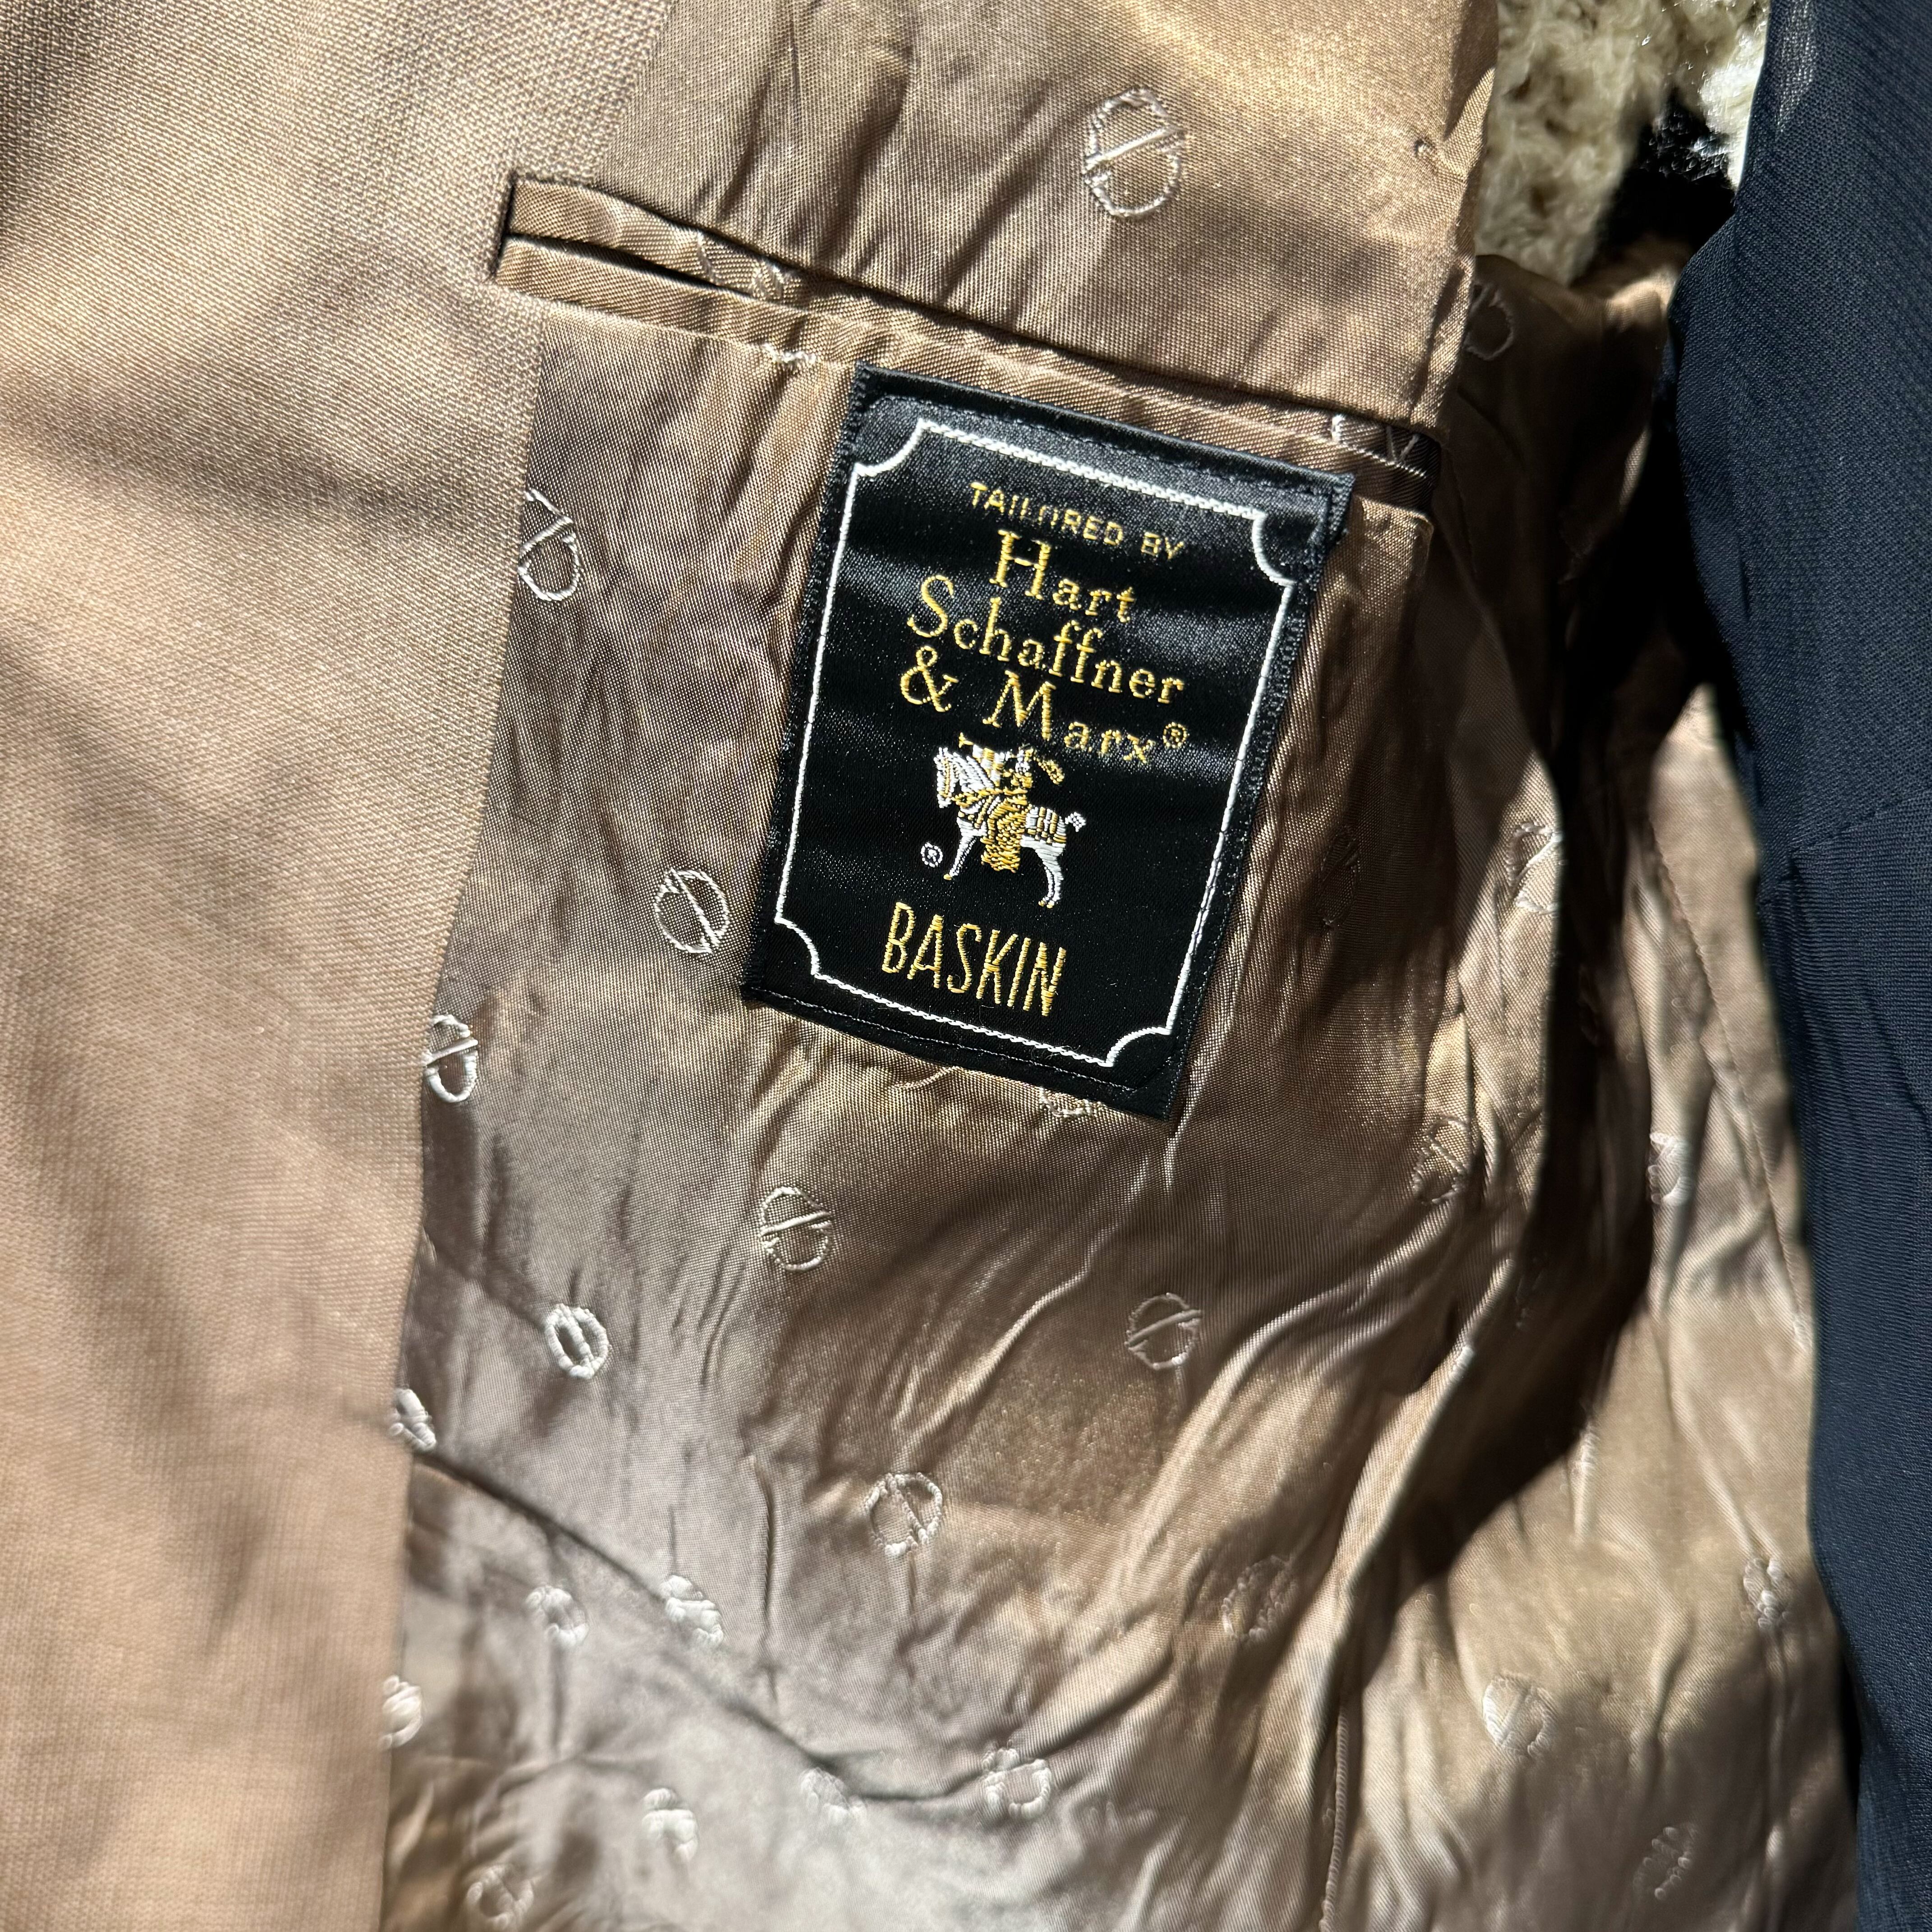 TAILORED BY
Hart
Schaffner
& Marx®
®
BASKIN